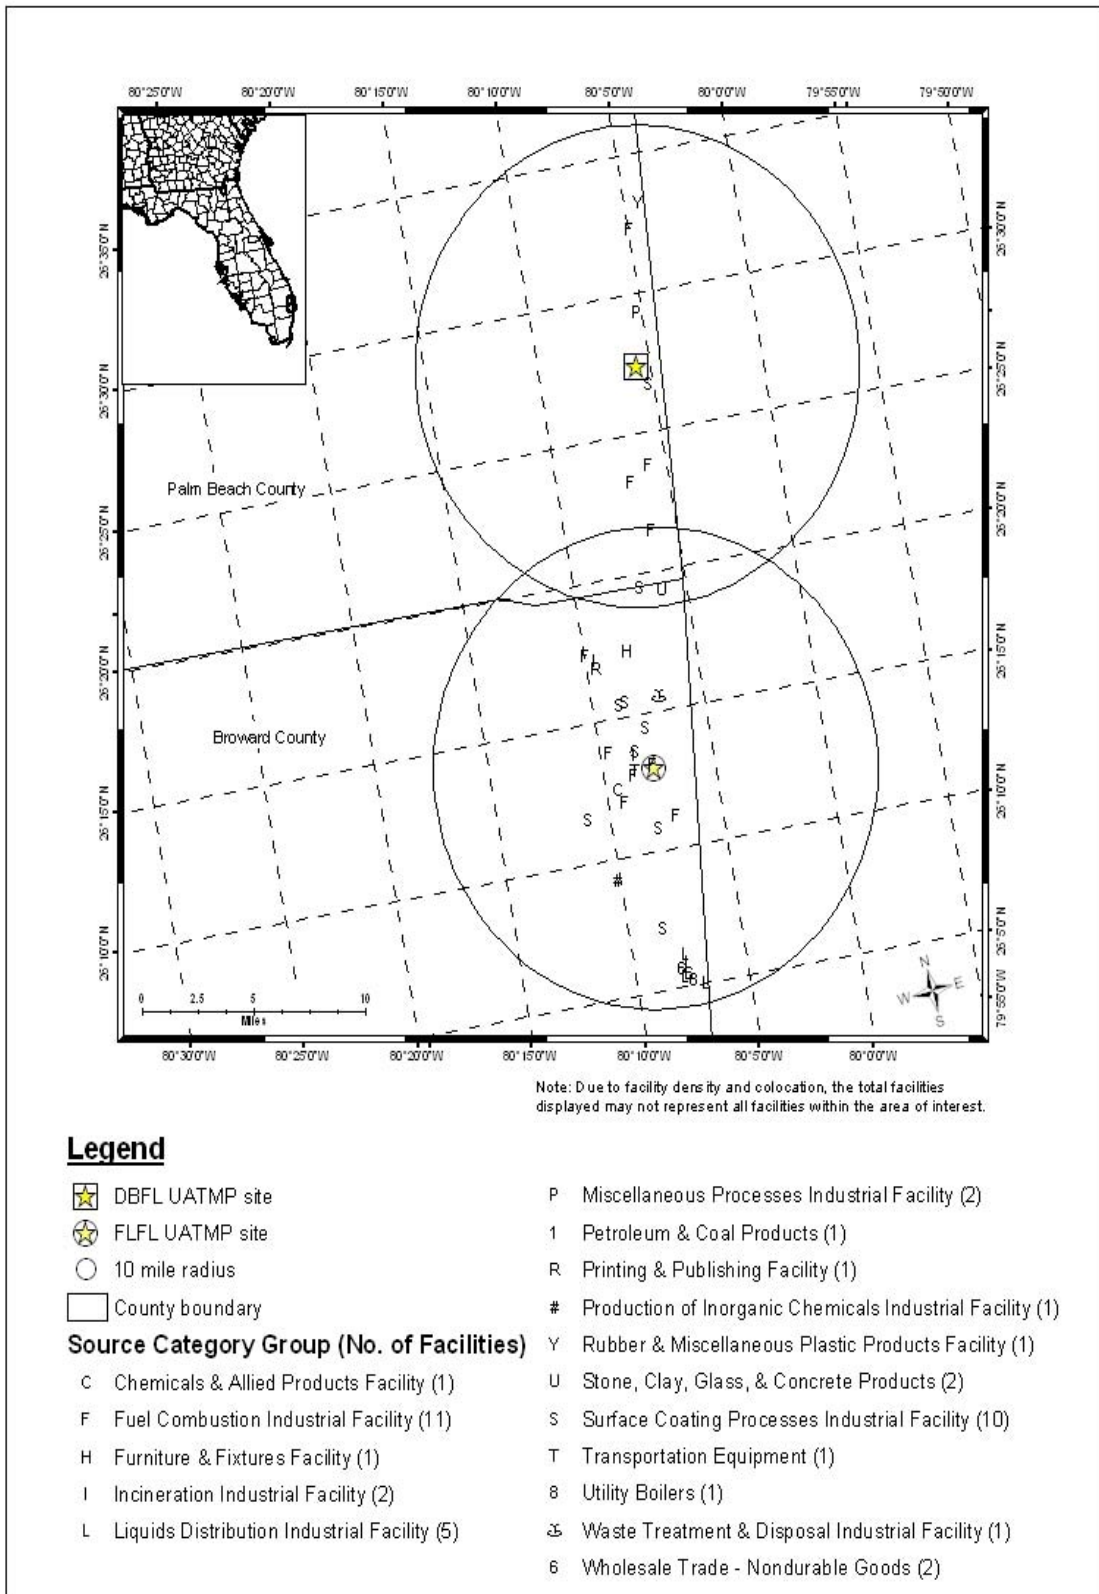 80°25'0"W 80°20'0"W 80°15'0"W 80°10'0"W 80°5'0"W 80°0'0"W 79°55'0"W 79°50'0"W
26°35'0"N
26°30'0"N
26°25'0"N
26°20'0"N
26°15'0"N
26°10'0"N
26°30'0"N
26°25'0"N
26°20'0"N
26°15'0"N
26°10'0"N
26°5'0"N
79°55'0"W
Y
F
P
S
F
F
Palm Beach County
F
S U
H
F
R
S S
S
Broward County
F S
F
C
F
F
S
S
#
S
L
6
8 L
N
W E
S
0 2.5 5 10
Miles
80°30'0"W 80°25'0"W 80°20'0"W 80°15'0"W 80°10'0"W 80°5'0"W 80°0'0"W
Note: Due to facility density and colocation, the total facilities
displayed may not represent all facilities within the area of interest.
Legend
DBFL UATMP site
FLFL UATMP site
10 mile radius
County boundary
Source Category Group (No. of Facilities)
C Chemicals & Allied Products Facility (1)
F Fuel Combustion Industrial Facility (11)
H Furniture & Fixtures Facility (1)
I Incineration Industrial Facility (2)
L Liquids Distribution Industrial Facility (5)
P Miscellaneous Processes Industrial Facility (2)
1 Petroleum & Coal Products (1)
R Printing & Publishing Facility (1)
# Production of Inorganic Chemicals Industrial Facility (1)
Y Rubber & Miscellaneous Plastic Products Facility (1)
U Stone, Clay, Glass, & Concrete Products (2)
S Surface Coating Processes Industrial Facility (10)
T Transportation Equipment (1)
8 Utility Boilers (1)
Waste Treatment & Disposal Industrial Facility (1)
6 Wholesale Trade - Nondurable Goods (2)